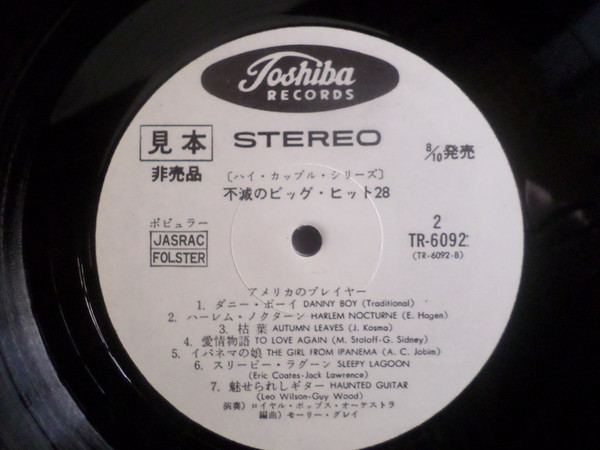 Toshiba
RECORDS
見本 STEREO 8/10発売
非売品
〔ハイ・カップル・シリーズ〕
不滅のビッグ・ヒット28
ポピュラー
JASRAC
FOLSTER
2
TR-6092
(TR-6092-B)
アメリカのプレイヤー
1. ダニー・ボーイ DANNY BOY (Traditional)
2. ハーレム・ノクターン HARLEM NOCTURNE (E. Hagen)
3. 枯葉 AUTUMN LEAVES (J. Kosma)
4. 愛情物語 TO LOVE AGAIN (M. Stoloff-G. Sidney)
5. イパネマの娘 THE GIRL FROM IPANEMA (A. C. Jobim)
6. スリーピー・ラグーン SLEEPY LAGOON
(Eric Coates-Jack Lawrence)
7. 魅せられしギター HAUNTED GUITAR
(Leo Wilson-Guy Wood)
演奏) ロイヤル・ポップス・オーケストラ
編曲) モーリー・グレイ